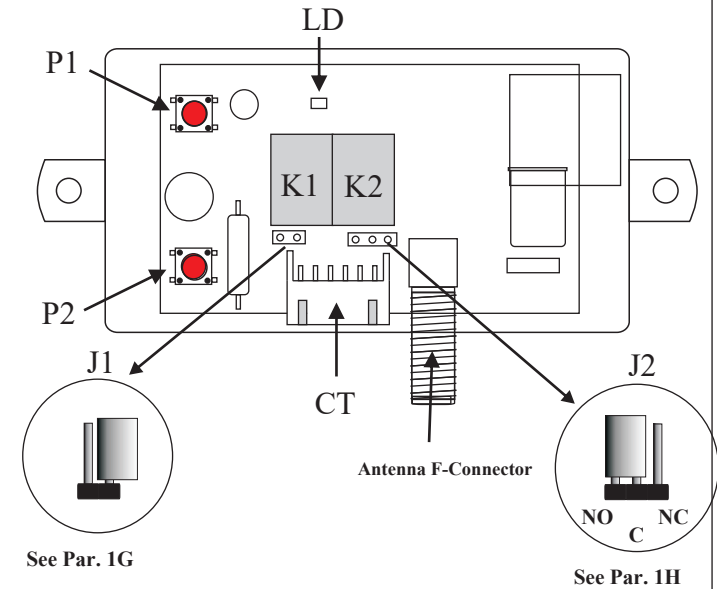 LD
P1
K1 K2
P2
J1
J2
CT
Antenna F-Connector
NO NC
C
See Par. 1G
See Par. 1H